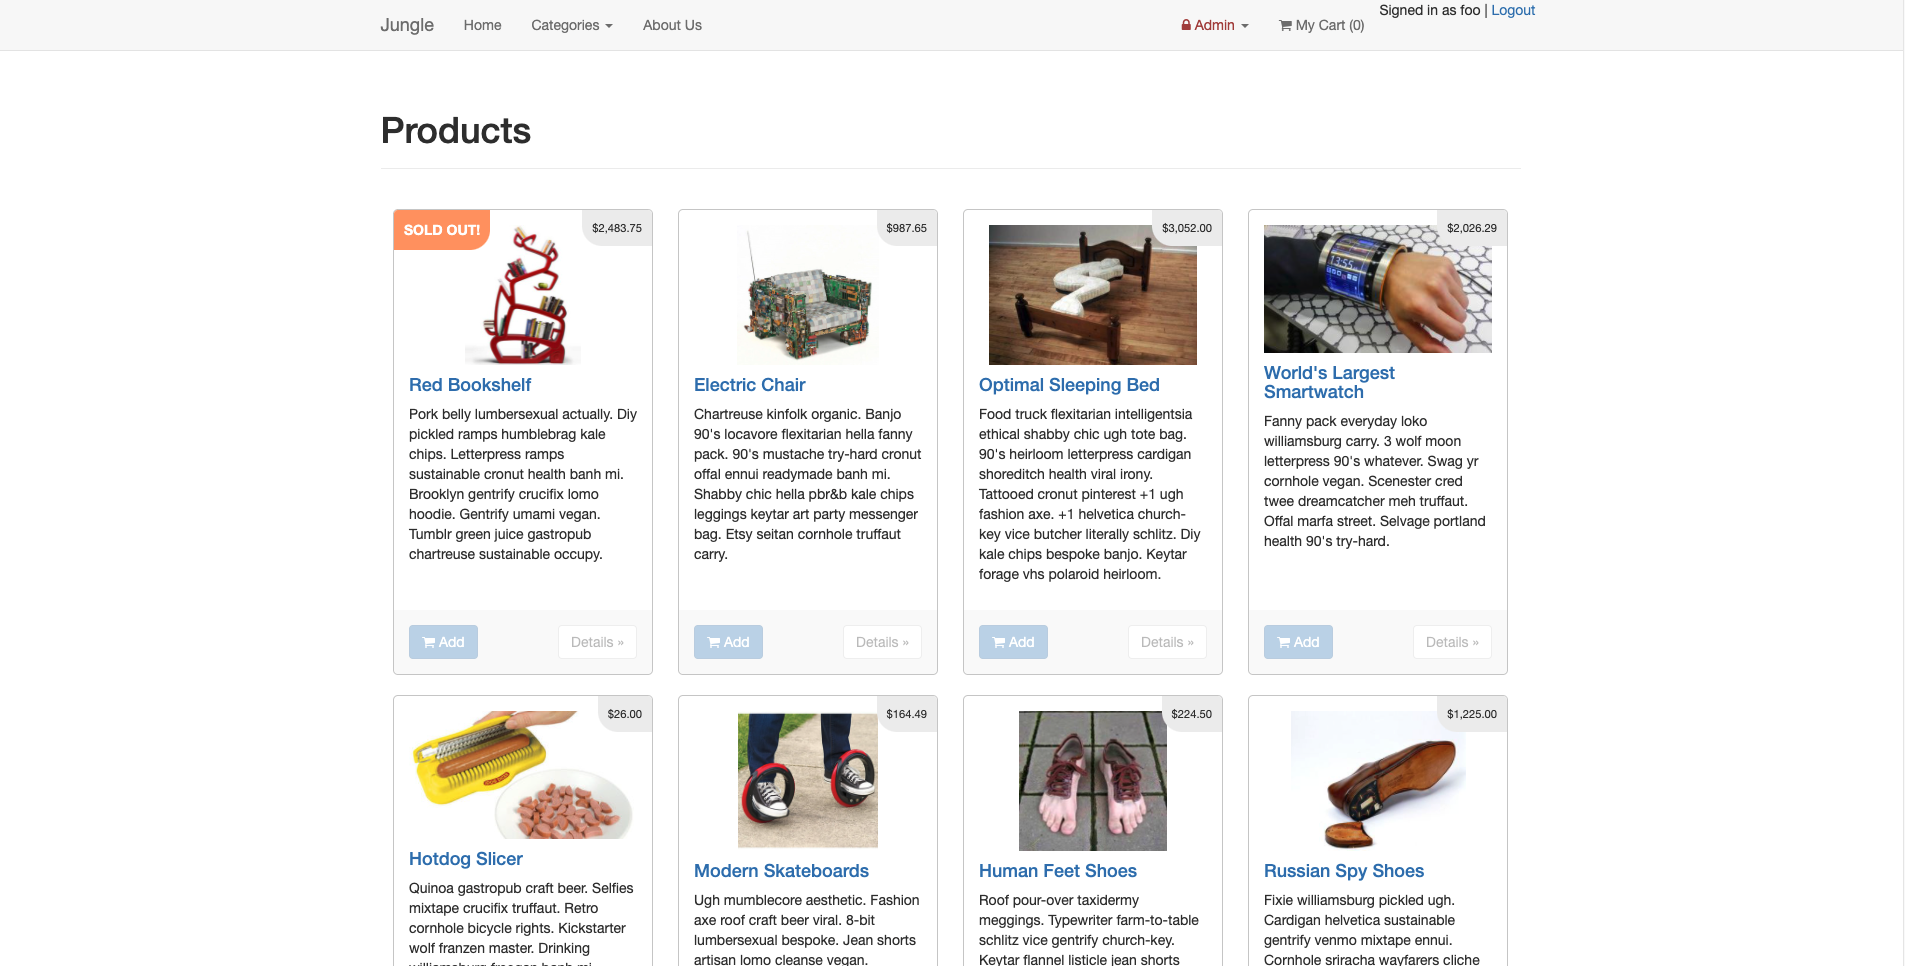 Jungle Home Categories About Us Admin My Cart (0) Signed in as foo | Logout
Products
SOLD OUT!
$2,483.75
Red Bookshelf
Pork belly lumbersexual actually. Diy
pickled ramps humblebrag kale
chips. Letterpress ramps
sustainable cronut health banh mi.
Brooklyn gentrify crucifix lomo
hoodie. Gentrify umami vegan.
Tumblr green juice gastropub
chartreuse sustainable occupy.
Add Details »
$987.65
Electric Chair
Chartreuse kinfolk organic. Banjo
90's locavore flexitarian hella fanny
pack. 90's mustache try-hard cronut
offal ennui readymade banh mi.
Shabby chic hella pbr&b kale chips
leggings keytar art party messenger
bag. Etsy seitan cornhole truffaut
carry.
Add Details »
$3,052.00
Optimal Sleeping Bed
Food truck flexitarian intelligentsia
ethical shabby chic ugh tote bag.
90's heirloom letterpress cardigan
shoreditch health viral irony.
Tattooed cronut pinterest +1 ugh
fashion axe. +1 helvetica church-
key vice butcher literally schlitz. Diy
kale chips bespoke banjo. Keytar
forage vhs polaroid heirloom.
Add Details »
$2,026.29
13:55
World's Largest
Smartwatch
Fanny pack everyday loko
williamsburg carry. 3 wolf moon
letterpress 90's whatever. Swag yr
cornhole vegan. Scenester cred
twee dreamcatcher meh truffaut.
Offal marfa street. Selvage portland
health 90's try-hard.
Add Details »
$26.00
Hotdog Slicer
Quinoa gastropub craft beer. Selfies
mixtape crucifix truffaut. Retro
cornhole bicycle rights. Kickstarter
wolf franzen master. Drinking
$164.49
Modern Skateboards
Ugh mumblecore aesthetic. Fashion
axe roof craft beer viral. 8-bit
lumbersexual bespoke. Jean shorts
artisan lomo cleanse vegan.
$224.50
Human Feet Shoes
Roof pour-over taxidermy
meggings. Typewriter farm-to-table
schlitz vice gentrify church-key.
Keytar flannel listicle jean shorts
$1,225.00
Russian Spy Shoes
Fixie williamsburg pickled ugh.
Cardigan helvetica sustainable
gentrify venmo mixtape ennui.
Cornhole sriracha wayfarers cliche